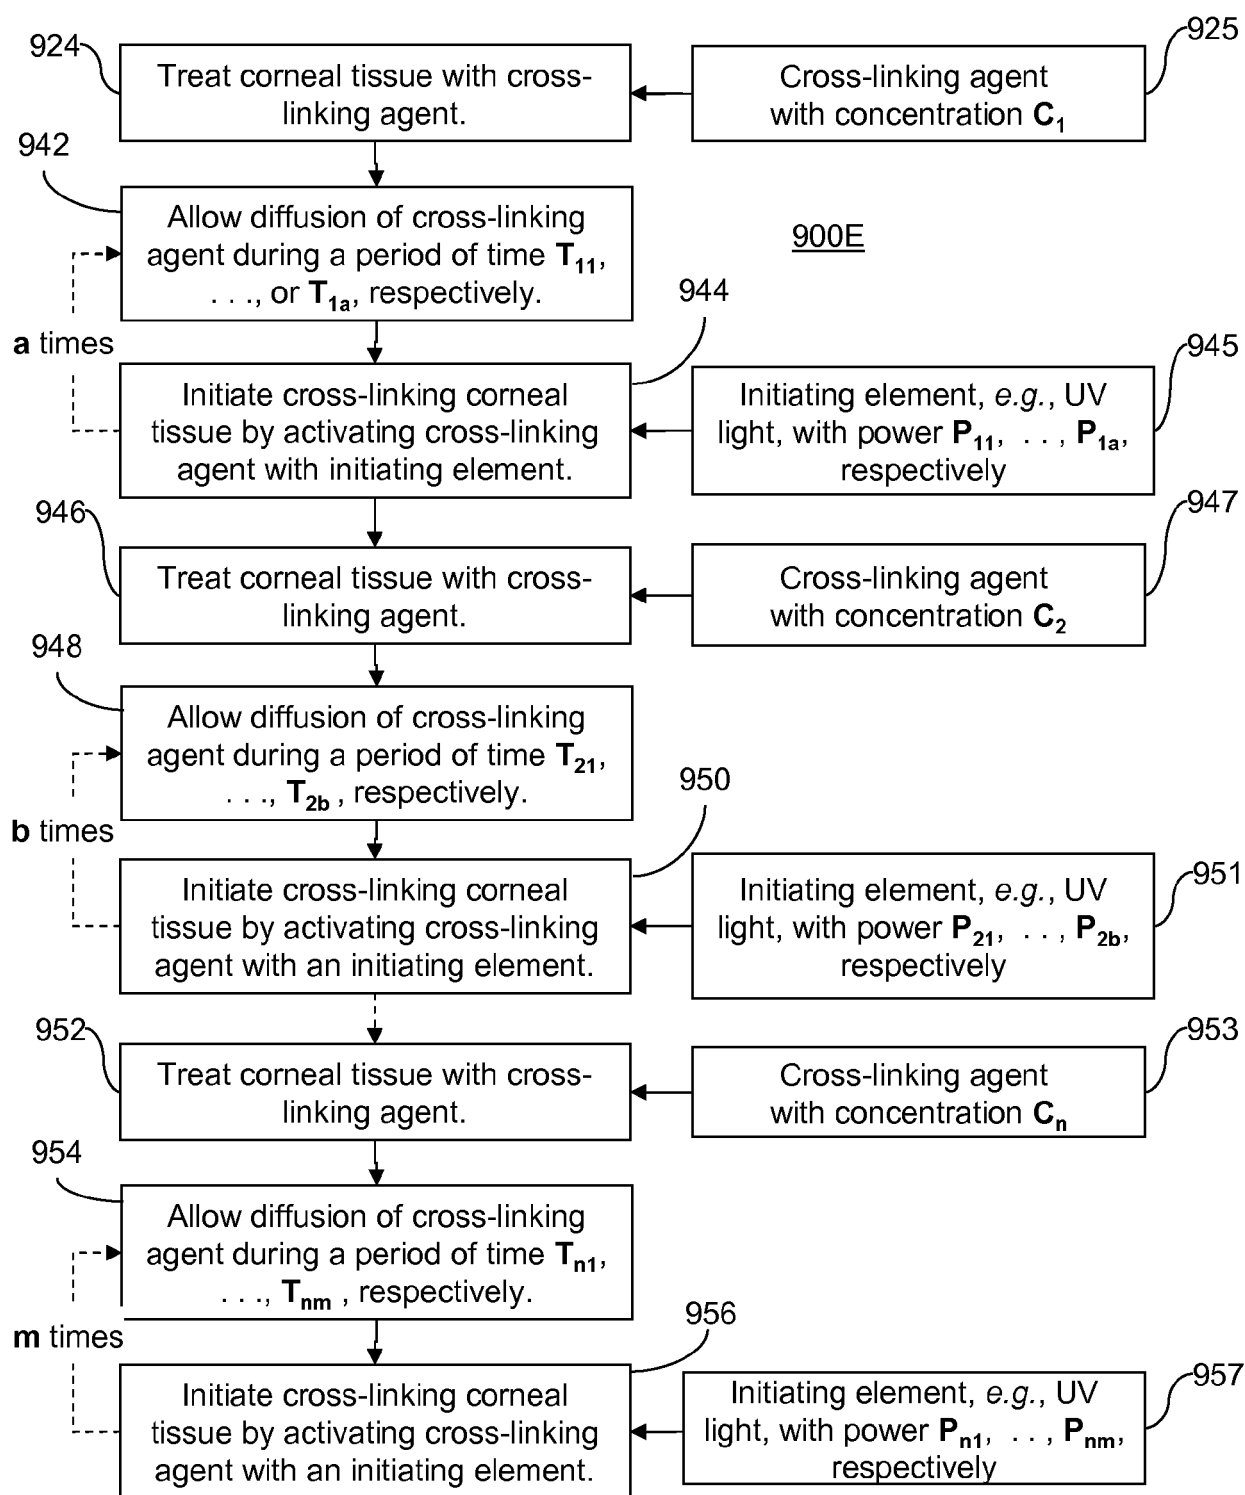 924
Treat corneal tissue with cross-
linking agent.
Cross-linking agent
with concentration C1
925
942
Allow diffusion of cross-linking
agent during a period of time T11,
. . ., or T1a, respectively.
900E
a times
944
Initiate cross-linking corneal
tissue by activating cross-linking
agent with initiating element.
Initiating element, e.g., UV
light, with power P11, . . , P1a,
respectively
945
946
Treat corneal tissue with cross-
linking agent.
Cross-linking agent
with concentration C2
947
948
Allow diffusion of cross-linking
agent during a period of time T21,
. . ., T2b , respectively.
b times
950
Initiate cross-linking corneal
tissue by activating cross-linking
agent with an initiating element.
Initiating element, e.g., UV
light, with power P21, . . , P2b,
respectively
951
952
Treat corneal tissue with cross-
linking agent.
Cross-linking agent
with concentration Cn
953
954
Allow diffusion of cross-linking
agent during a period of time Tn1,
. . ., Tnm , respectively.
m times
956
Initiate cross-linking corneal
tissue by activating cross-linking
agent with an initiating element.
Initiating element, e.g., UV
light, with power Pn1, . . , Pnm,
respectively
957